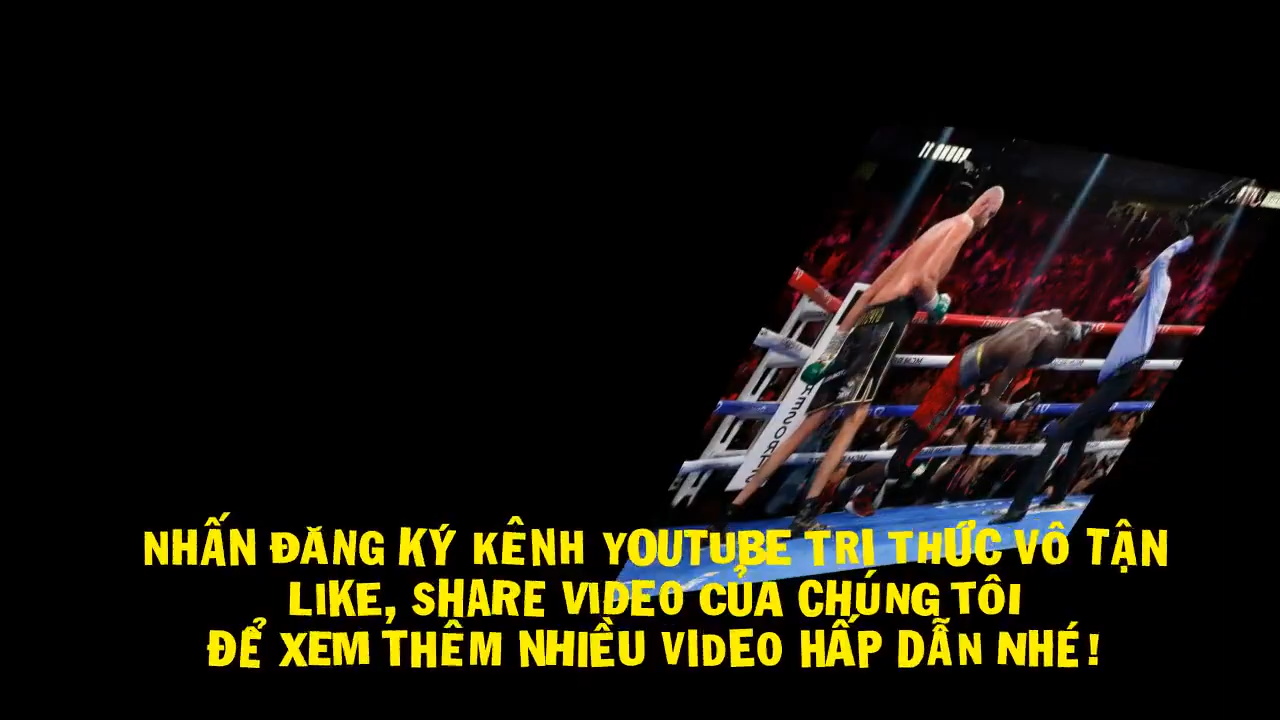 NHẤN ĐĂNG KÝ KÊNH YOUTUBE TRI THỨC VÔ TẬN
LIKE, SHARE VIDEO CỦA CHÚNG TÔI
ĐỂ XEM THÊM NHIỀU VIDEO HẤP DẪN NHÉ!